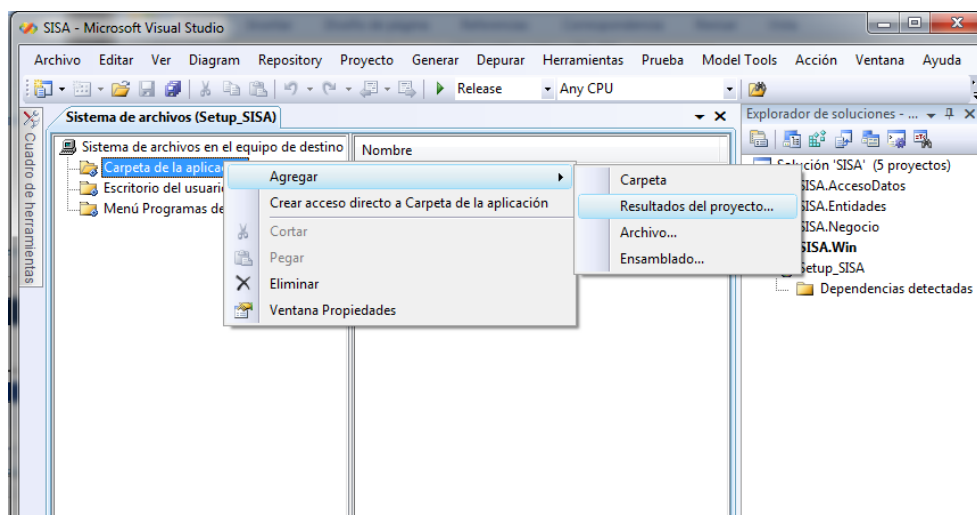 SISA - Microsoft Visual Studio
Archivo Editar Ver Diagram Repository Proyecto Generar Depurar Herramientas Prueba Model Tools Acción Ventana Ayuda
Release Any CPU
Sistema de archivos (Setup_SISA)
Explorador de soluciones - ...
Cuadro de herramientas
Sistema de archivos en el equipo de destino
Nombre
Carpeta de la aplica
Escritorio del usuari
Menú Programas de
Agregar
Crear acceso directo a Carpeta de la aplicación
Cortar
Pegar
Eliminar
Ventana Propiedades
Carpeta
Resultados del proyecto...
Archivo...
Ensamblado...
Solución 'SISA' (5 proyectos)
SISA.AccesoDatos
SISA.Entidades
SISA.Negocio
SISA.Win
Setup_SISA
Dependencias detectadas